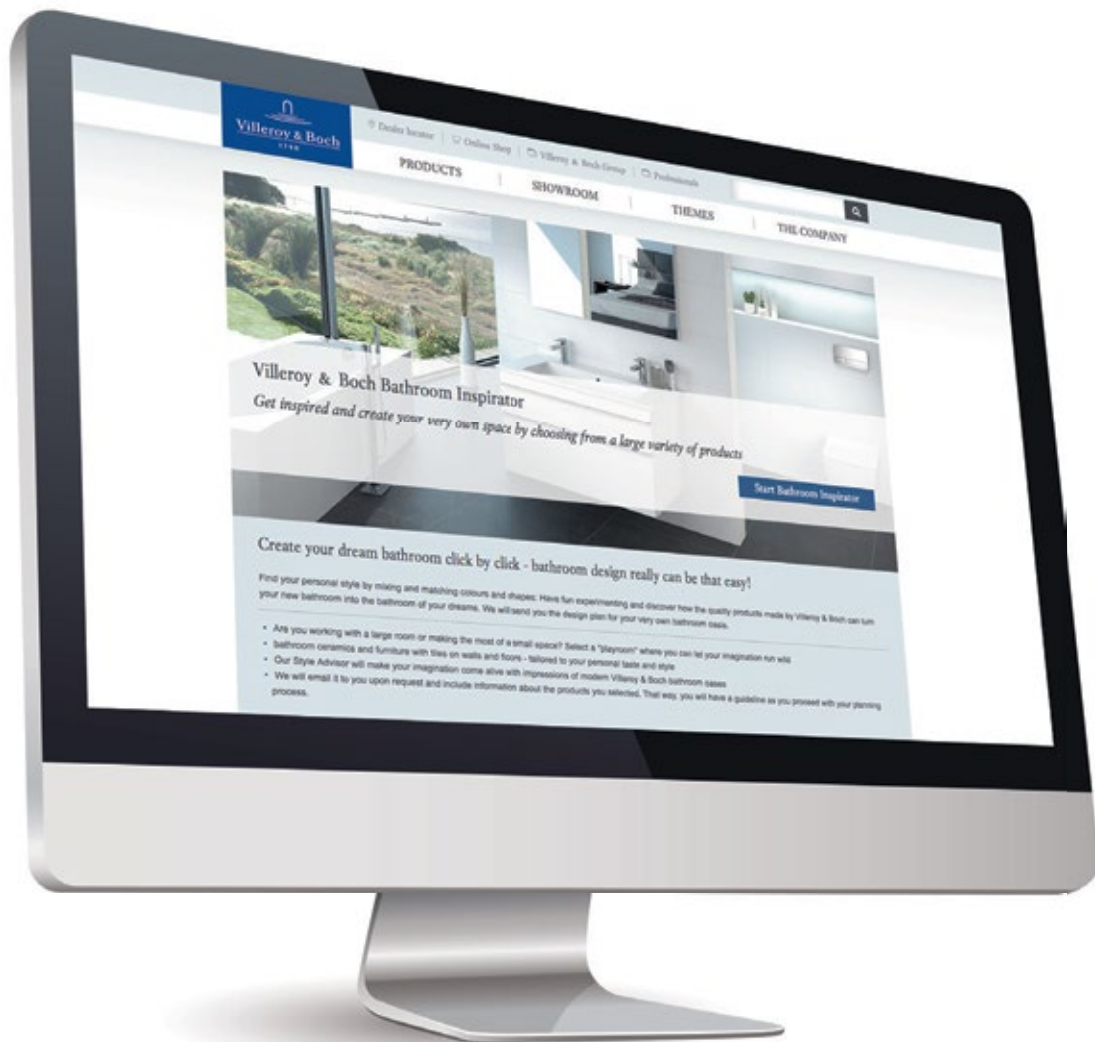 Villeroy & Boch
1748
Dealer locator | Online Shop | Villeroy & Boch Group | Professionals
PRODUCTS | SHOWROOM | THEMES | THE COMPANY
Villeroy & Boch Bathroom Inspirator
Get inspired and create your very own space by choosing from a large variety of products
Start Bathroom Inspirator
Create your dream bathroom click by click - bathroom design really can be that easy!
Find your personal style by mixing and matching colours and shapes. Have fun experimenting and discover how the quality products made by Villeroy & Boch can turn
your new bathroom into the bathroom of your dreams. We will send you the design plan for your very own bathroom oasis.
• Are you working with a large room or making the most of a small space? Select a "playroom" where you can let your imagination run wild
• bathroom ceramics and furniture with tiles on walls and floors - tailored to your personal taste and style
• Our Style Advisor will make your imagination come alive with impressions of modern Villeroy & Boch bathroom oases
• We will email it to you upon request and include information about the products you selected. That way, you will have a guideline as you proceed with your planning
process.